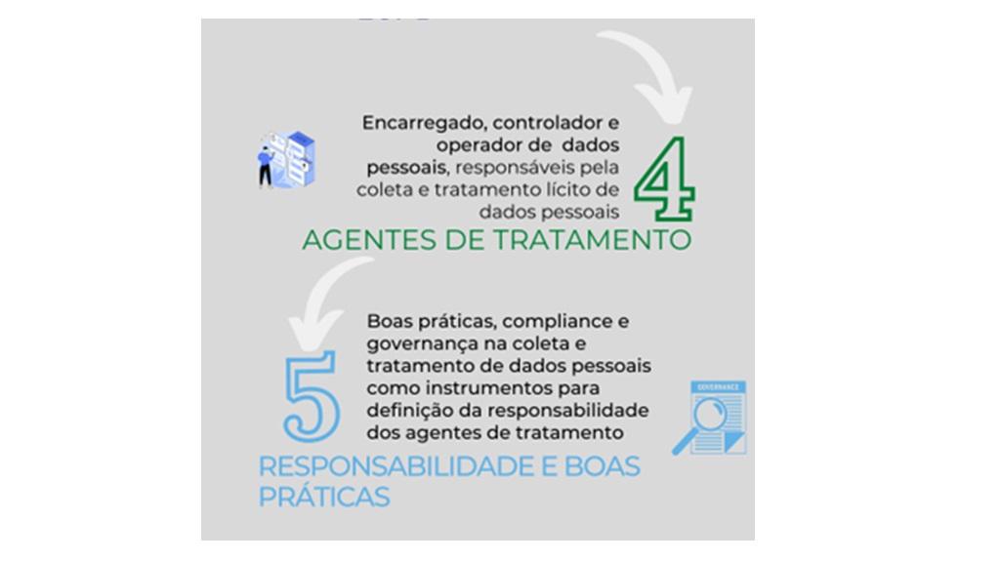 Encarregado, controlador e
operador de dados
pessoais, responsáveis pela
coleta e tratamento lícito de
dados pessoais
4
AGENTES DE TRATAMENTO
5
Boas práticas, compliance e
governança na coleta e
tratamento de dados pessoais
como instrumentos para
definição da responsabilidade
dos agentes de tratamento
GOVERNANCE
RESPONSABILIDADE E BOAS
PRÁTICAS